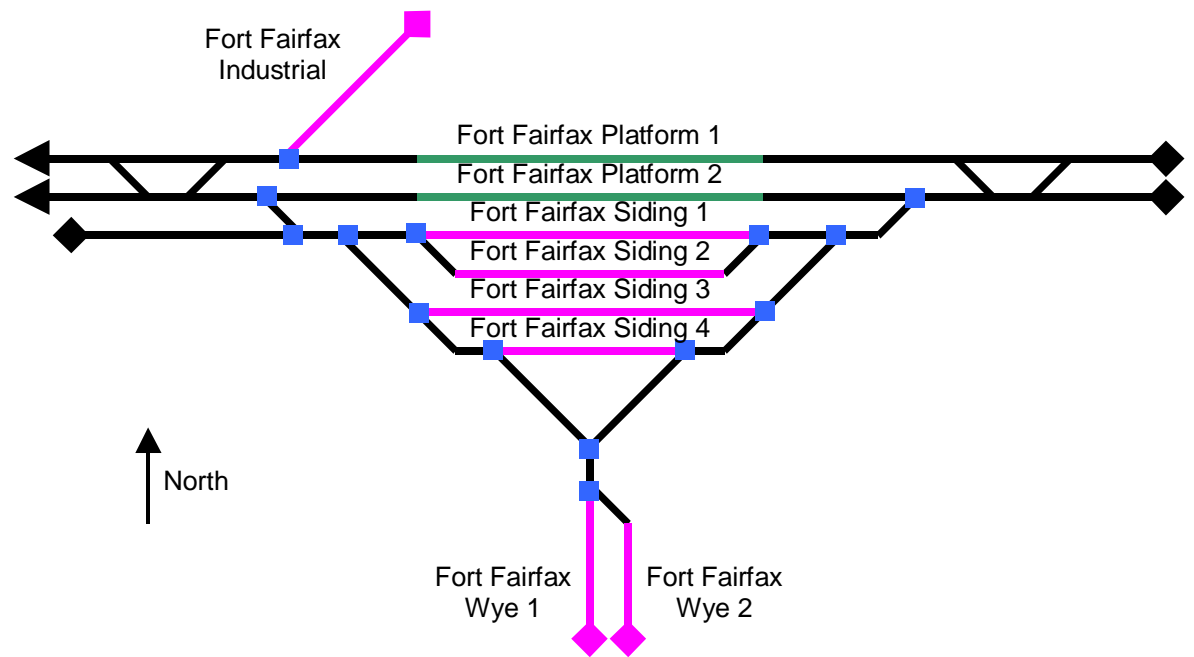 Fort Fairfax
Industrial
Fort Fairfax Platform 1
Fort Fairfax Platform 2
Fort Fairfax Siding 1
Fort Fairfax Siding 2
Fort Fairfax Siding 3
Fort Fairfax Siding 4
North
Fort Fairfax
Wye 1
Fort Fairfax
Wye 2